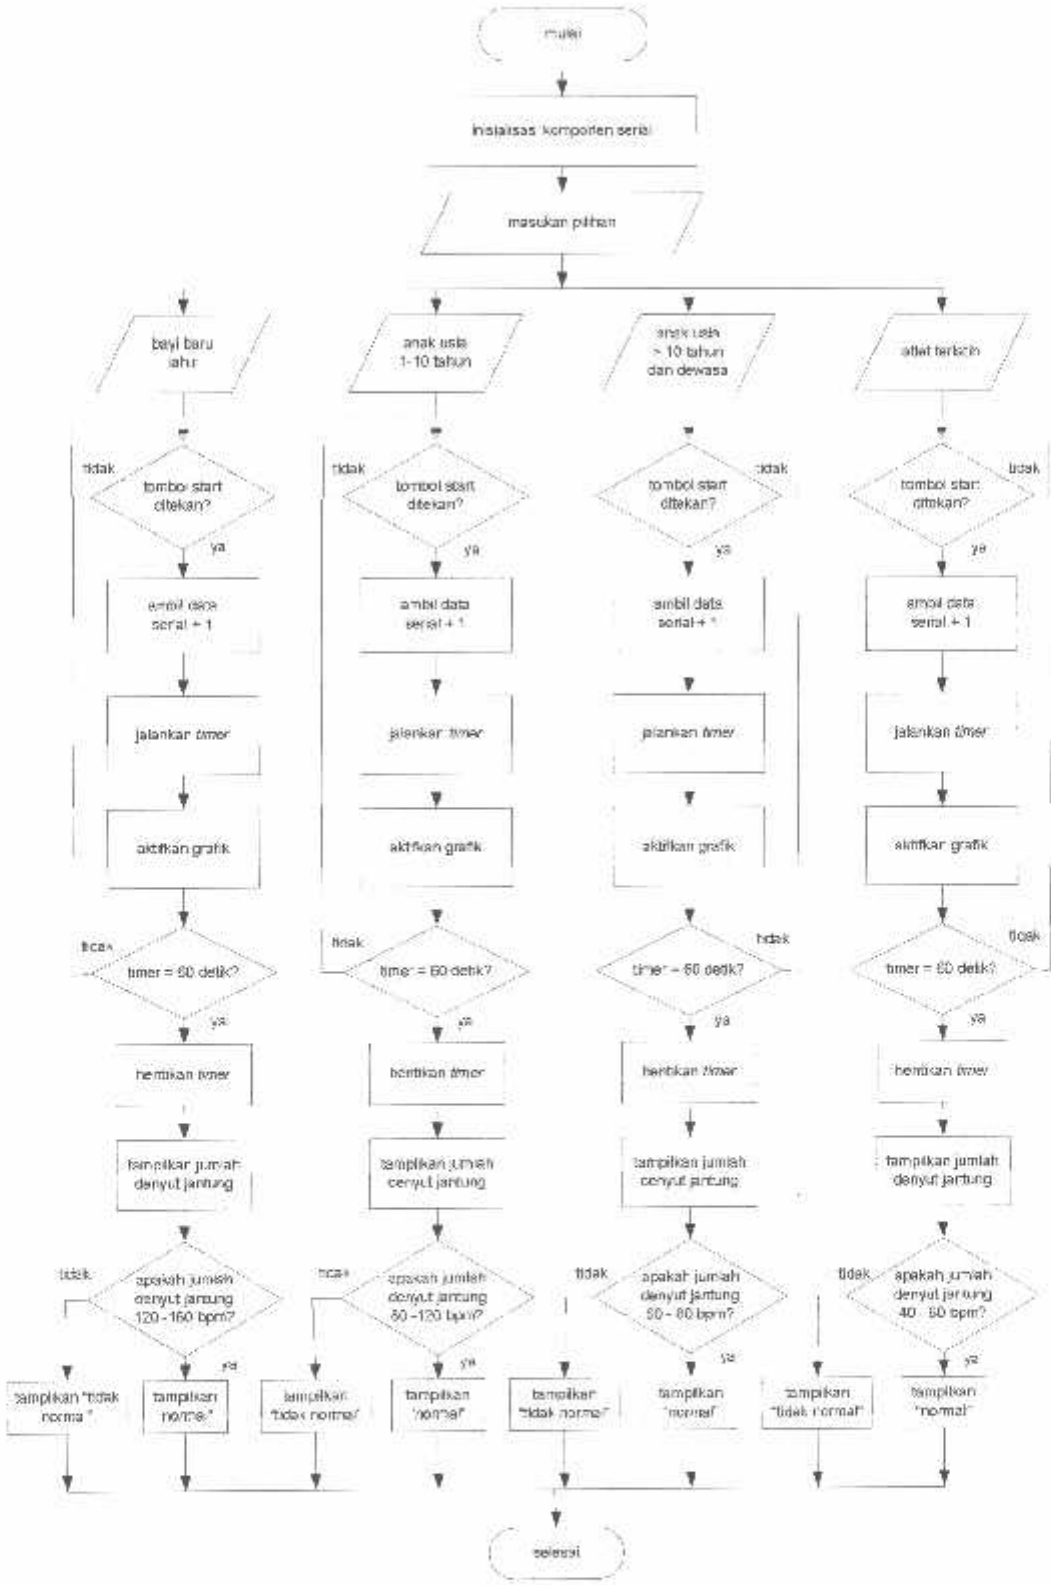 mulai
inisialisasi komponen serial
masukan pilihan
bayi baru
lahir
anak usia
1-10 tahun
anak usia
> 10 tahun
dan dewasa
atlet terlatih
tidak
tombol start
ditekan?
ya
tidak
tombol start
ditekan?
ya
tidak
tombol start
ditekan?
ya
tidak
tombol start
ditekan?
ya
ambil data
serial + 1
ambil data
serial + 1
ambil data
serial + 1
ambil data
serial + 1
jalankan timer
jalankan timer
jalankan timer
jalankan timer
aktifkan grafik
aktifkan grafik
aktifkan grafik
aktifkan grafik
tidak
timer = 60 detik?
ya
tidak
timer = 60 detik?
ya
tidak
timer = 60 detik?
ya
tidak
timer = 60 detik?
ya
hentikan timer
hentikan timer
hentikan timer
hentikan timer
tampilkan jumlah
denyut jantung
tampilkan jumlah
denyut jantung
tampilkan jumlah
denyut jantung
tampilkan jumlah
denyut jantung
tidak
apakah jumlah
denyut jantung
120 -160 bpm?
ya
tidak
apakah jumlah
denyut jantung
80 -120 bpm?
ya
tidak
apakah jumlah
denyut jantung
60 - 80 bpm?
ya
tidak
apakah jumlah
denyut jantung
40 - 60 bpm?
ya
tampilkan "tidak
normal"
tampilkan
normal"
tampilkan
"tidak normal"
tampilkan
"normal"
tampilkan
"tidak normal"
tampilkan
"normal"
tampilkan
"tidak normal"
tampilkan
"normal"
selesai